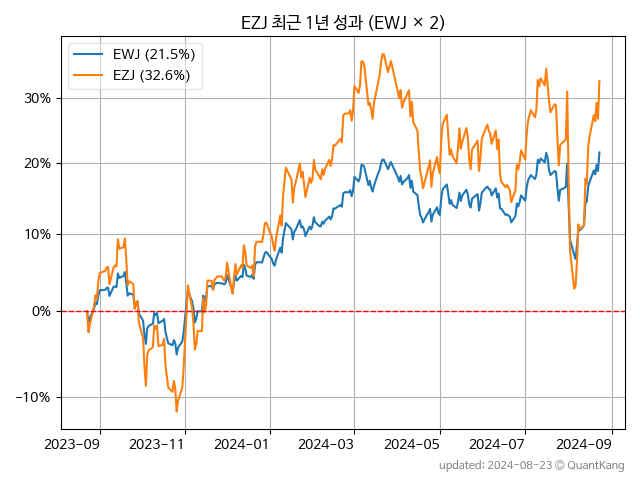 EZJ 최근 1년 성과 (EWJ × 2)
EWJ (21.5%)
EZJ (32.6%)
30%
20%
10%
0%
−10%
2023-09 2023-11 2024-01 2024-03 2024-05 2024-07 2024-09
updated: 2024-08-23 © QuantKang